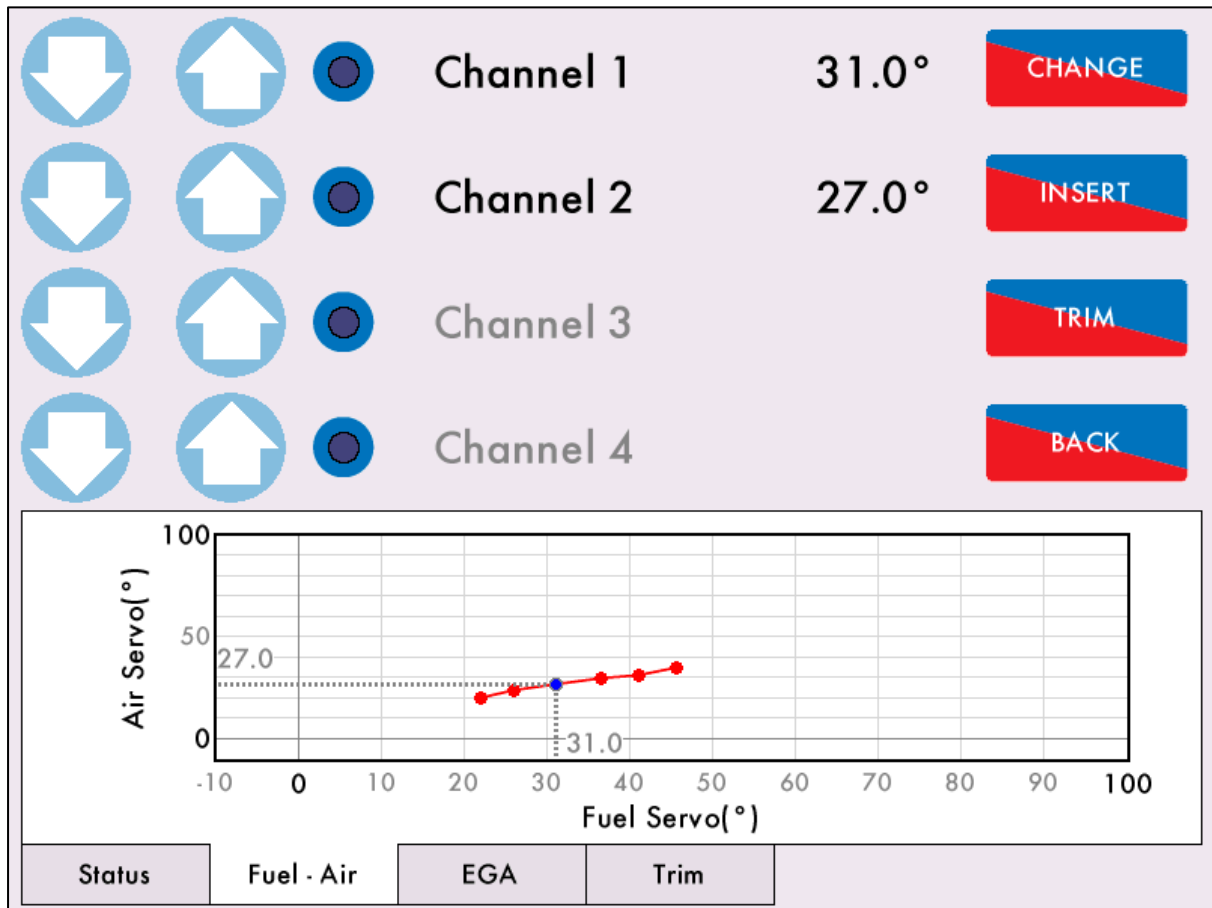 Channel 1 31.0° CHANGE
Channel 2 27.0° INSERT
Channel 3 TRIM
Channel 4 BACK
100
50
0
Air Servo(°)
27.0
31.0
-10 0 10 20 30 40 50 60 70 80 90 100
Fuel Servo(°)
Status Fuel - Air EGA Trim